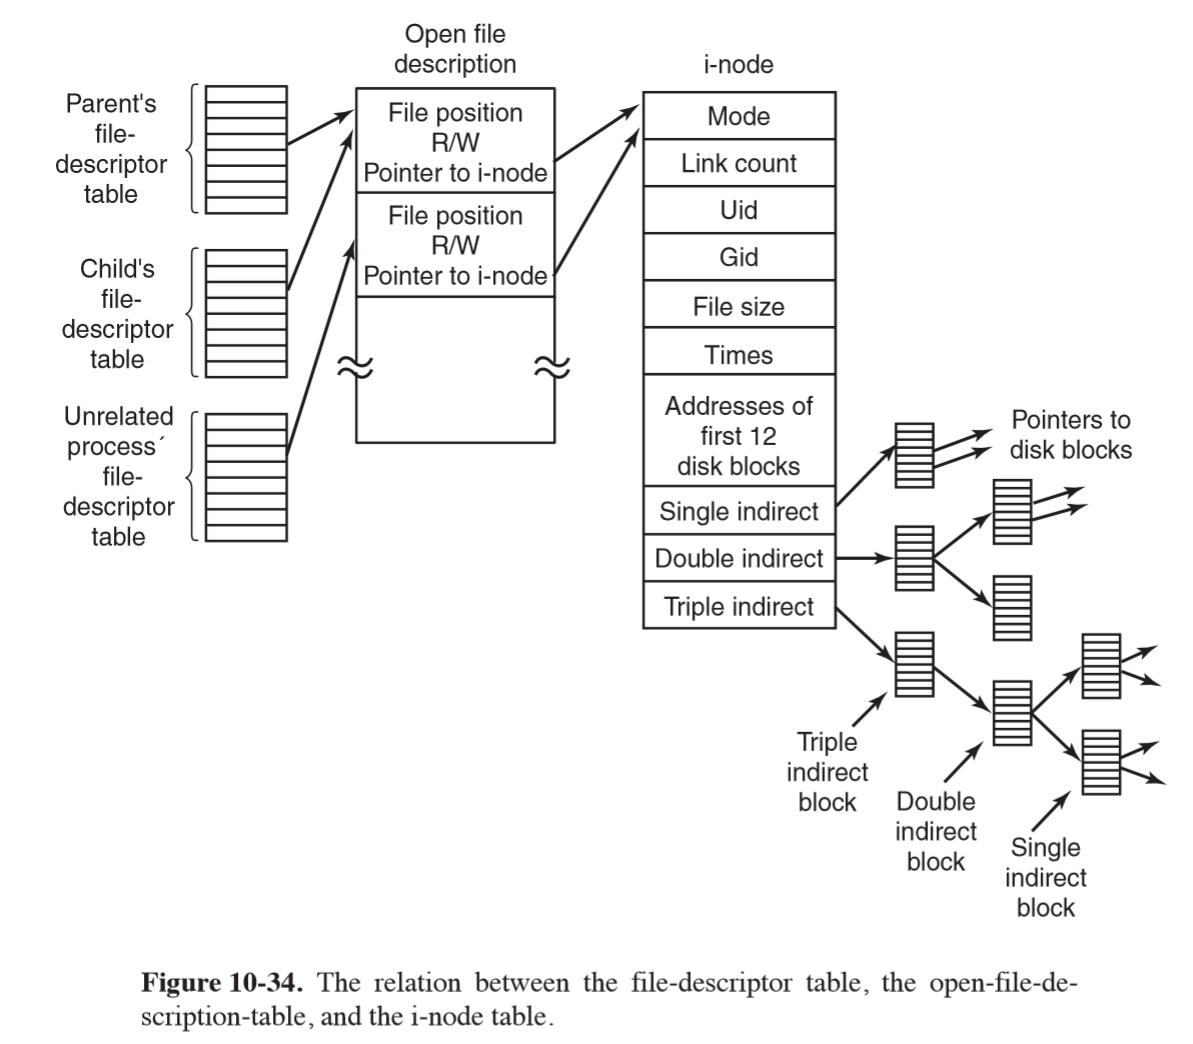 Open file
description
i-node
Parent's
file-
descriptor
table
Child's
file-
descriptor
table
Unrelated
process´
file-
descriptor
table
File position
R/W
Pointer to i-node
File position
R/W
Pointer to i-node
Mode
Link count
Uid
Gid
File size
Times
Addresses of
first 12
disk blocks
Single indirect
Double indirect
Triple indirect
Pointers to
disk blocks
Triple
indirect
block
Double
indirect
block
Single
indirect
block
Figure 10-34. The relation between the file-descriptor table, the open-file-de-
scription-table, and the i-node table.